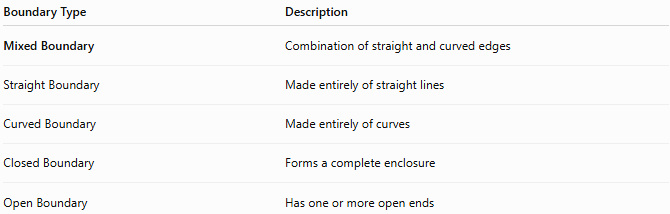 Boundary Type Description
Mixed Boundary Combination of straight and curved edges
Straight Boundary Made entirely of straight lines
Curved Boundary Made entirely of curves
Closed Boundary Forms a complete enclosure
Open Boundary Has one or more open ends